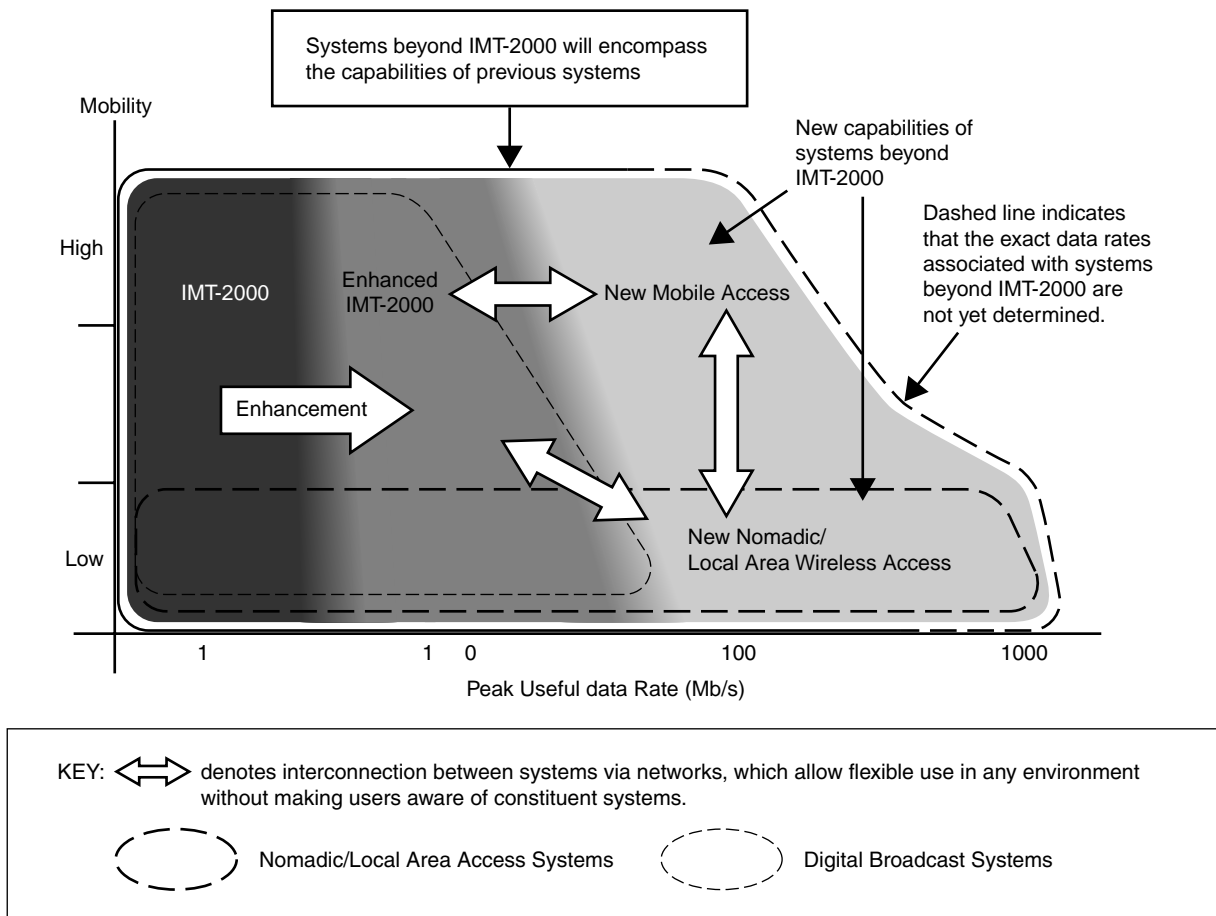 Systems beyond IMT-2000 will encompass
the capabilities of previous systems
Mobility
New capabilities of
systems beyond
IMT-2000
Dashed line indicates
that the exact data rates
associated with systems
beyond IMT-2000 are
not yet determined.
High
IMT-2000
Enhanced
IMT-2000
New Mobile Access
Enhancement
Low
New Nomadic/
Local Area Wireless Access
1 1 0 100 1000
Peak Useful data Rate (Mb/s)
KEY: denotes interconnection between systems via networks, which allow flexible use in any environment
without making users aware of constituent systems.
Nomadic/Local Area Access Systems
Digital Broadcast Systems